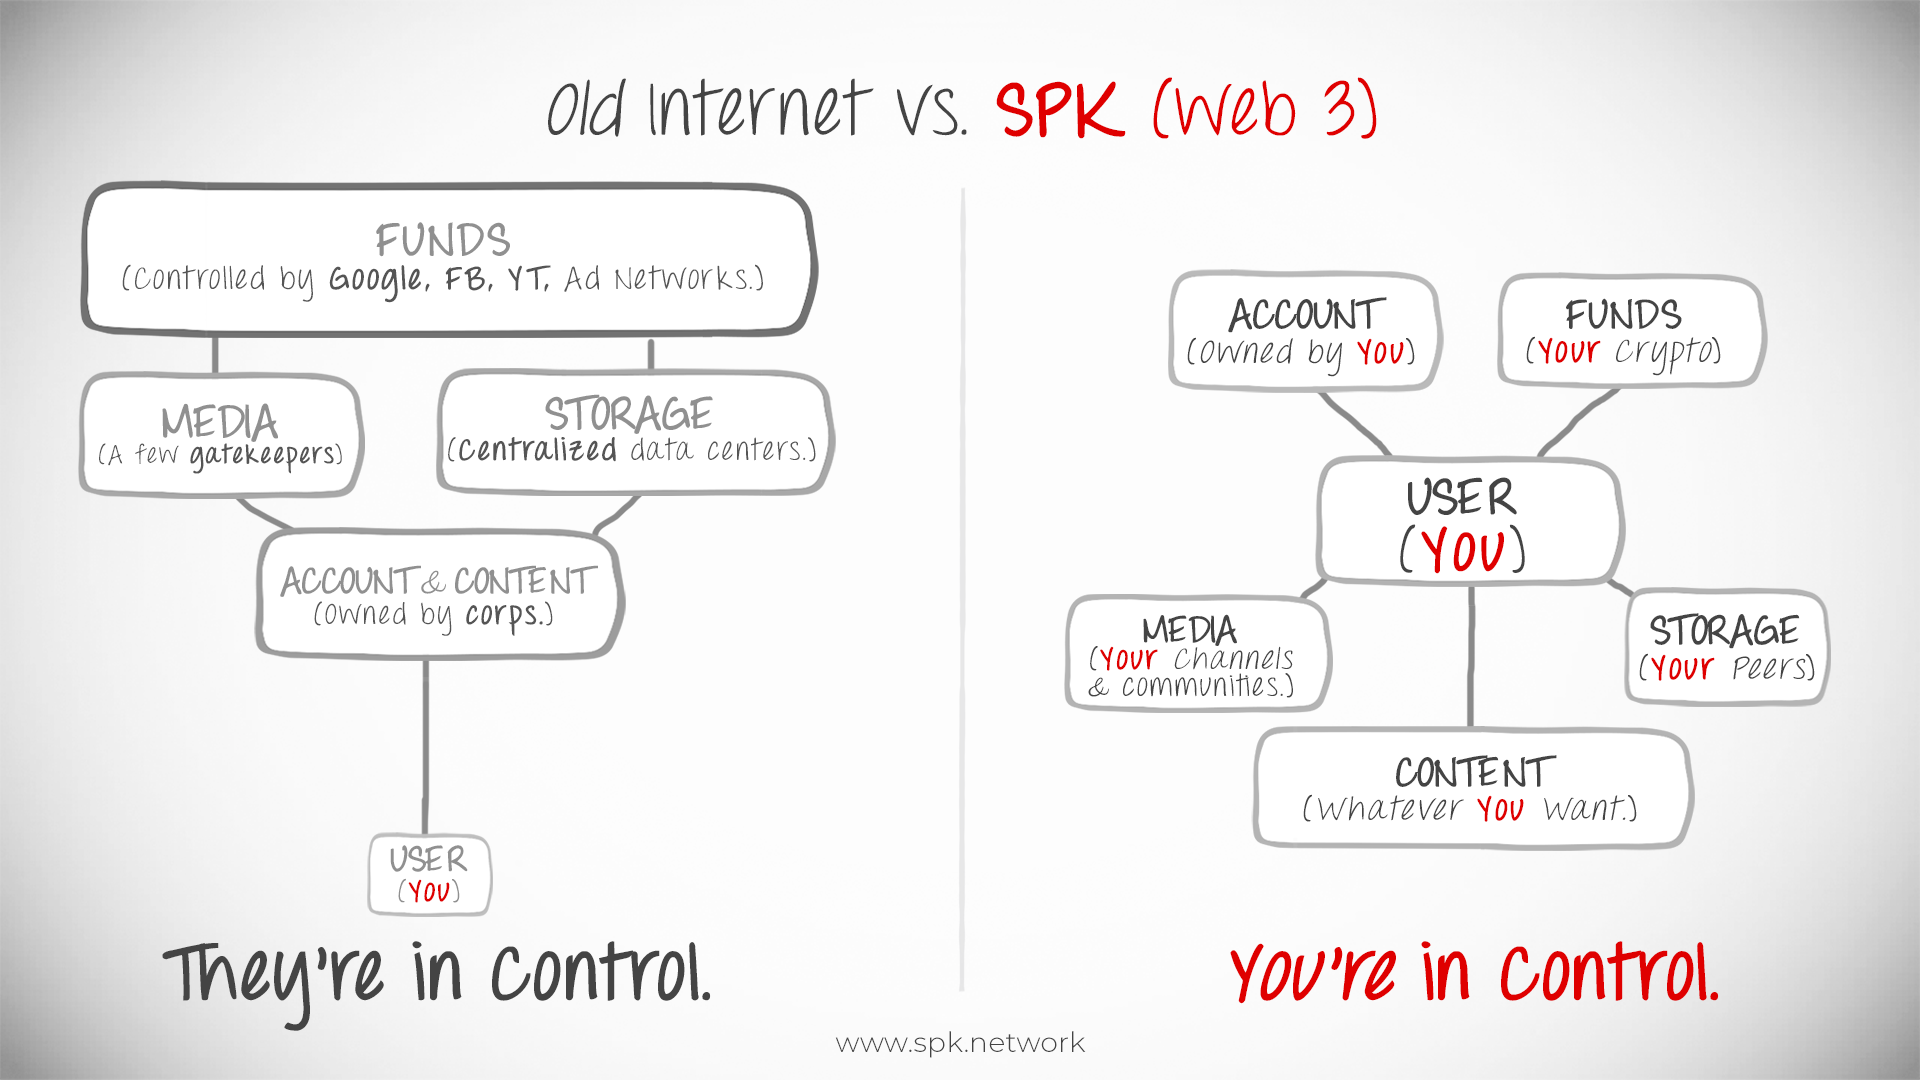 Old Internet vs. SPK (Web 3)
FUNDS
(Controlled by Google, FB, YT, Ad Networks.)
MEDIA
(A few gatekeepers)
STORAGE
(Centralized data centers.)
ACCOUNT & CONTENT
(Owned by corps.)
USER
(YOU)
They're in Control.
ACCOUNT
(Owned by YOU)
FUNDS
(Your Crypto)
USER
(YOU)
MEDIA
(Your Channels
& communities.)
STORAGE
(Your Peers)
CONTENT
(Whatever YOU Want.)
You're in Control.
www.spk.network